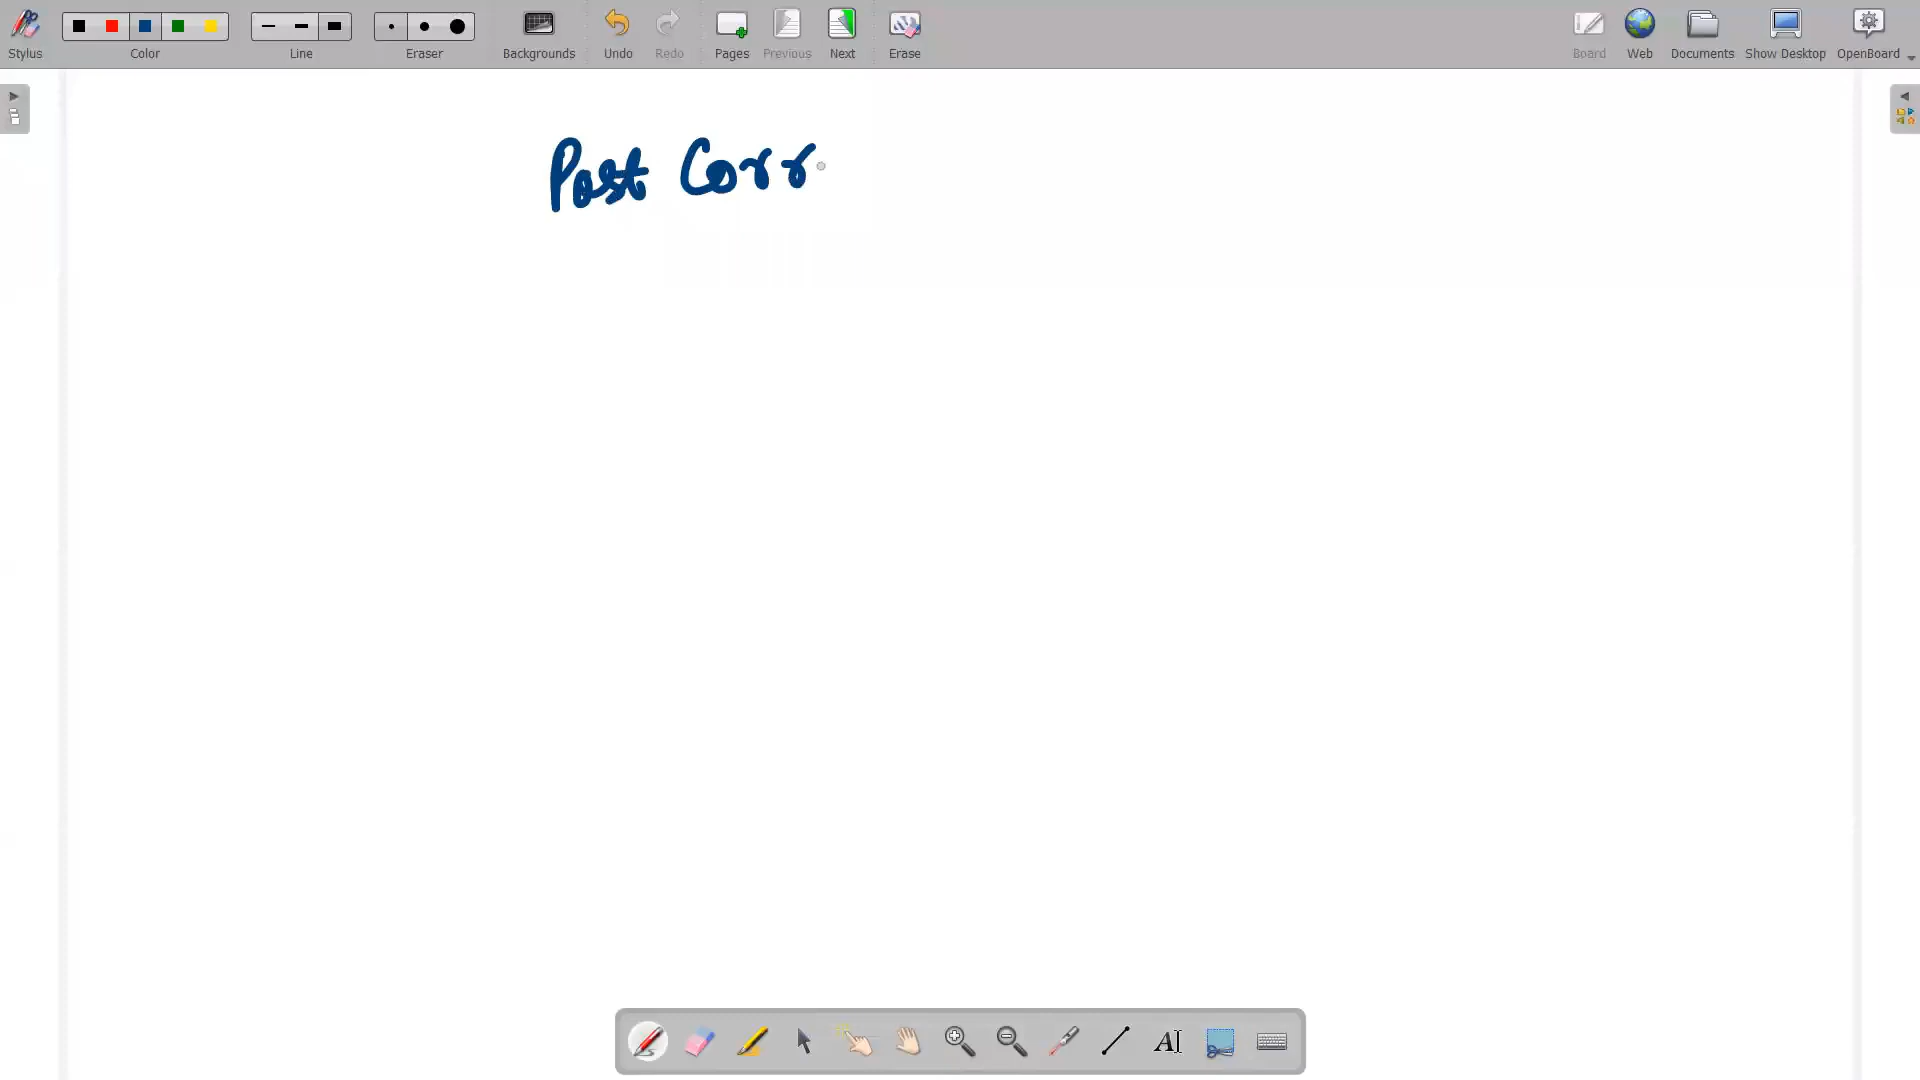 Stylus
Color
Line
Eraser
Backgrounds
Undo
Redo
Pages
Previous
Next
Erase
Board
Web
Documents
Show Desktop
OpenBoard
Post Corr
A